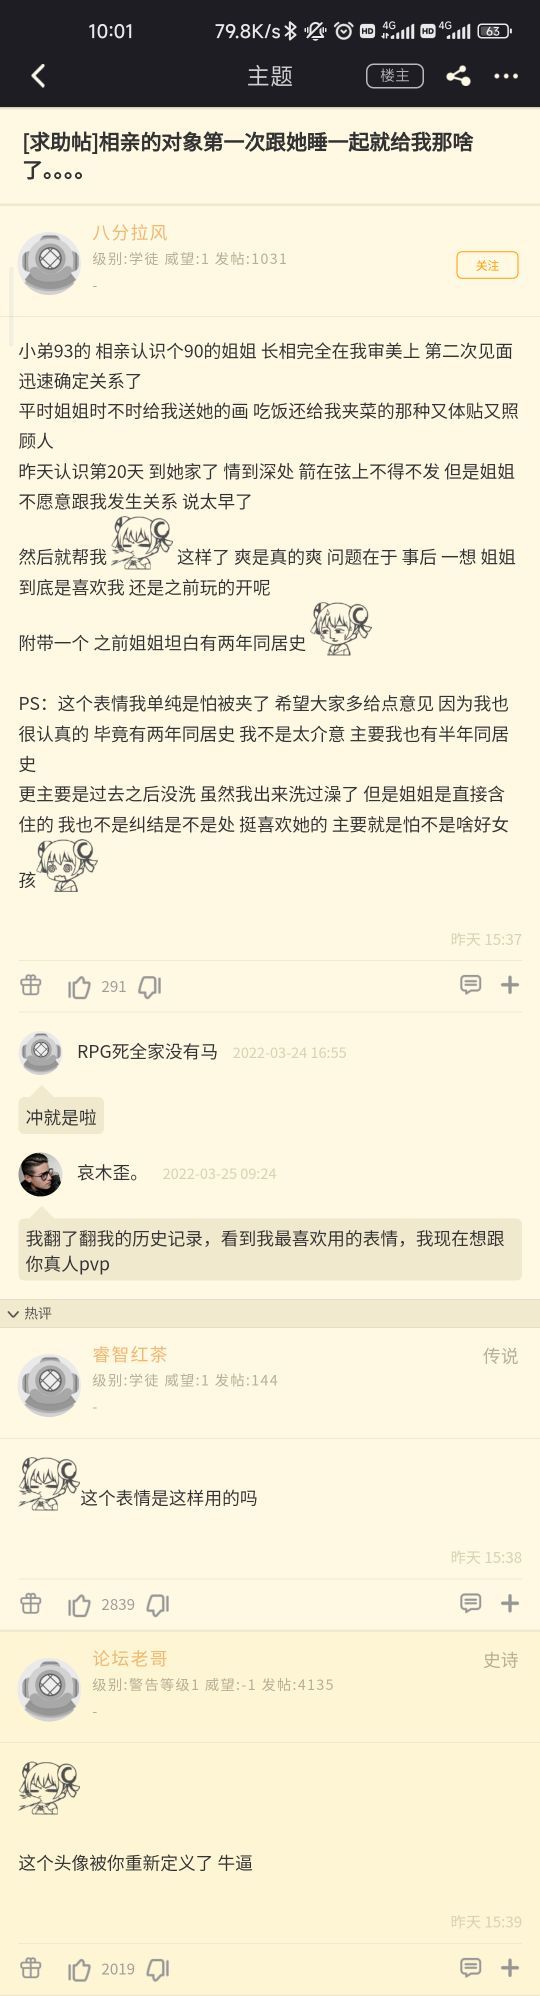 10:01
79.8K/s
HD
4G
HD
4G
63
主题
楼主
[求助帖]相亲的对象第一次跟她睡一起就给我那啥
了。。。。
八分拉风
级别:学徒 威望:1 发帖:1031
-
关注
小弟93的 相亲认识个90的姐姐 长相完全在我审美上 第二次见面
迅速确定关系了
平时姐姐时不时给我送她的画 吃饭还给我夹菜的那种又体贴又照
顾人
昨天认识第20天 到她家了 情到深处 箭在弦上不得不发 但是姐姐
不愿意跟我发生关系 说太早了
然后就帮我 这样了 爽是真的爽 问题在于 事后 一想 姐姐
到底是喜欢我 还是之前玩的开呢
附带一个 之前姐姐坦白有两年同居史
PS：这个表情我单纯是怕被夹了 希望大家多给点意见 因为我也
很认真的 毕竟有两年同居史 我不是太介意 主要我也有半年同居
史
更主要是过去之后没洗 虽然我出来洗过澡了 但是姐姐是直接含
住的 我也不是纠结是不是处 挺喜欢她的 主要就是怕不是啥好女
孩
昨天 15:37
291
RPG死全家没有马 2022-03-24 16:55
冲就是啦
哀木歪。 2022-03-25 09:24
我翻了翻我的历史记录，看到我最喜欢用的表情，我现在想跟
你真人pvp
热评
睿智红茶
传说
级别:学徒 威望:1 发帖:144
-
这个表情是这样用的吗
昨天 15:38
2839
论坛老哥
史诗
级别:警告等级1 威望:-1 发帖:4135
-
这个头像被你重新定义了 牛逼
昨天 15:39
2019